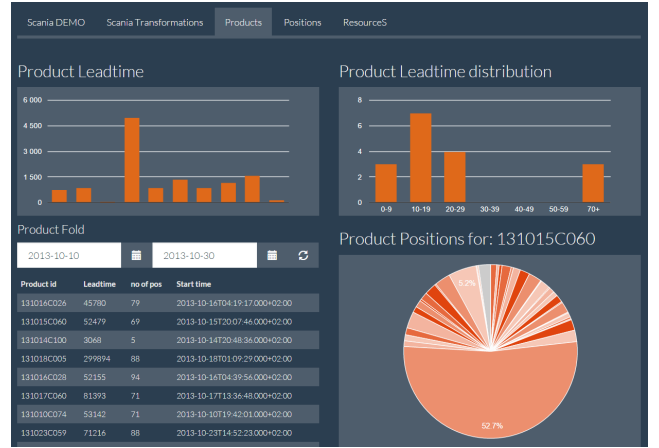 Scania DEMO Scania Transformations Products Positions ResourceS
Product Leadtime
6 000
4 500
3 000
1 500
0
Product Leadtime distribution
8
6
4
2
0
0-9 10-19 20-29 30-39 40-49 50-59 70+
Product Fold
2013-10-10 2013-10-30
Product id Leadtime no of pos Start time
131016C026 45780 79 2013-10-16T04:19:17.000+02:00
131015C060 52479 69 2013-10-15T20:07:46.000+02:00
131014C100 3068 5 2013-10-14T20:48:36.000+02:00
131018C005 299894 88 2013-10-18T01:09:29.000+02:00
131016C028 52155 94 2013-10-16T04:39:56.000+02:00
131017C060 81393 71 2013-10-17T13:36:48.000+02:00
131010C074 53142 71 2013-10-10T19:42:01.000+02:00
131023C059 71216 88 2013-10-23T14:52:23.000+02:00
Product Positions for: 131015C060
5.2%
52.7%